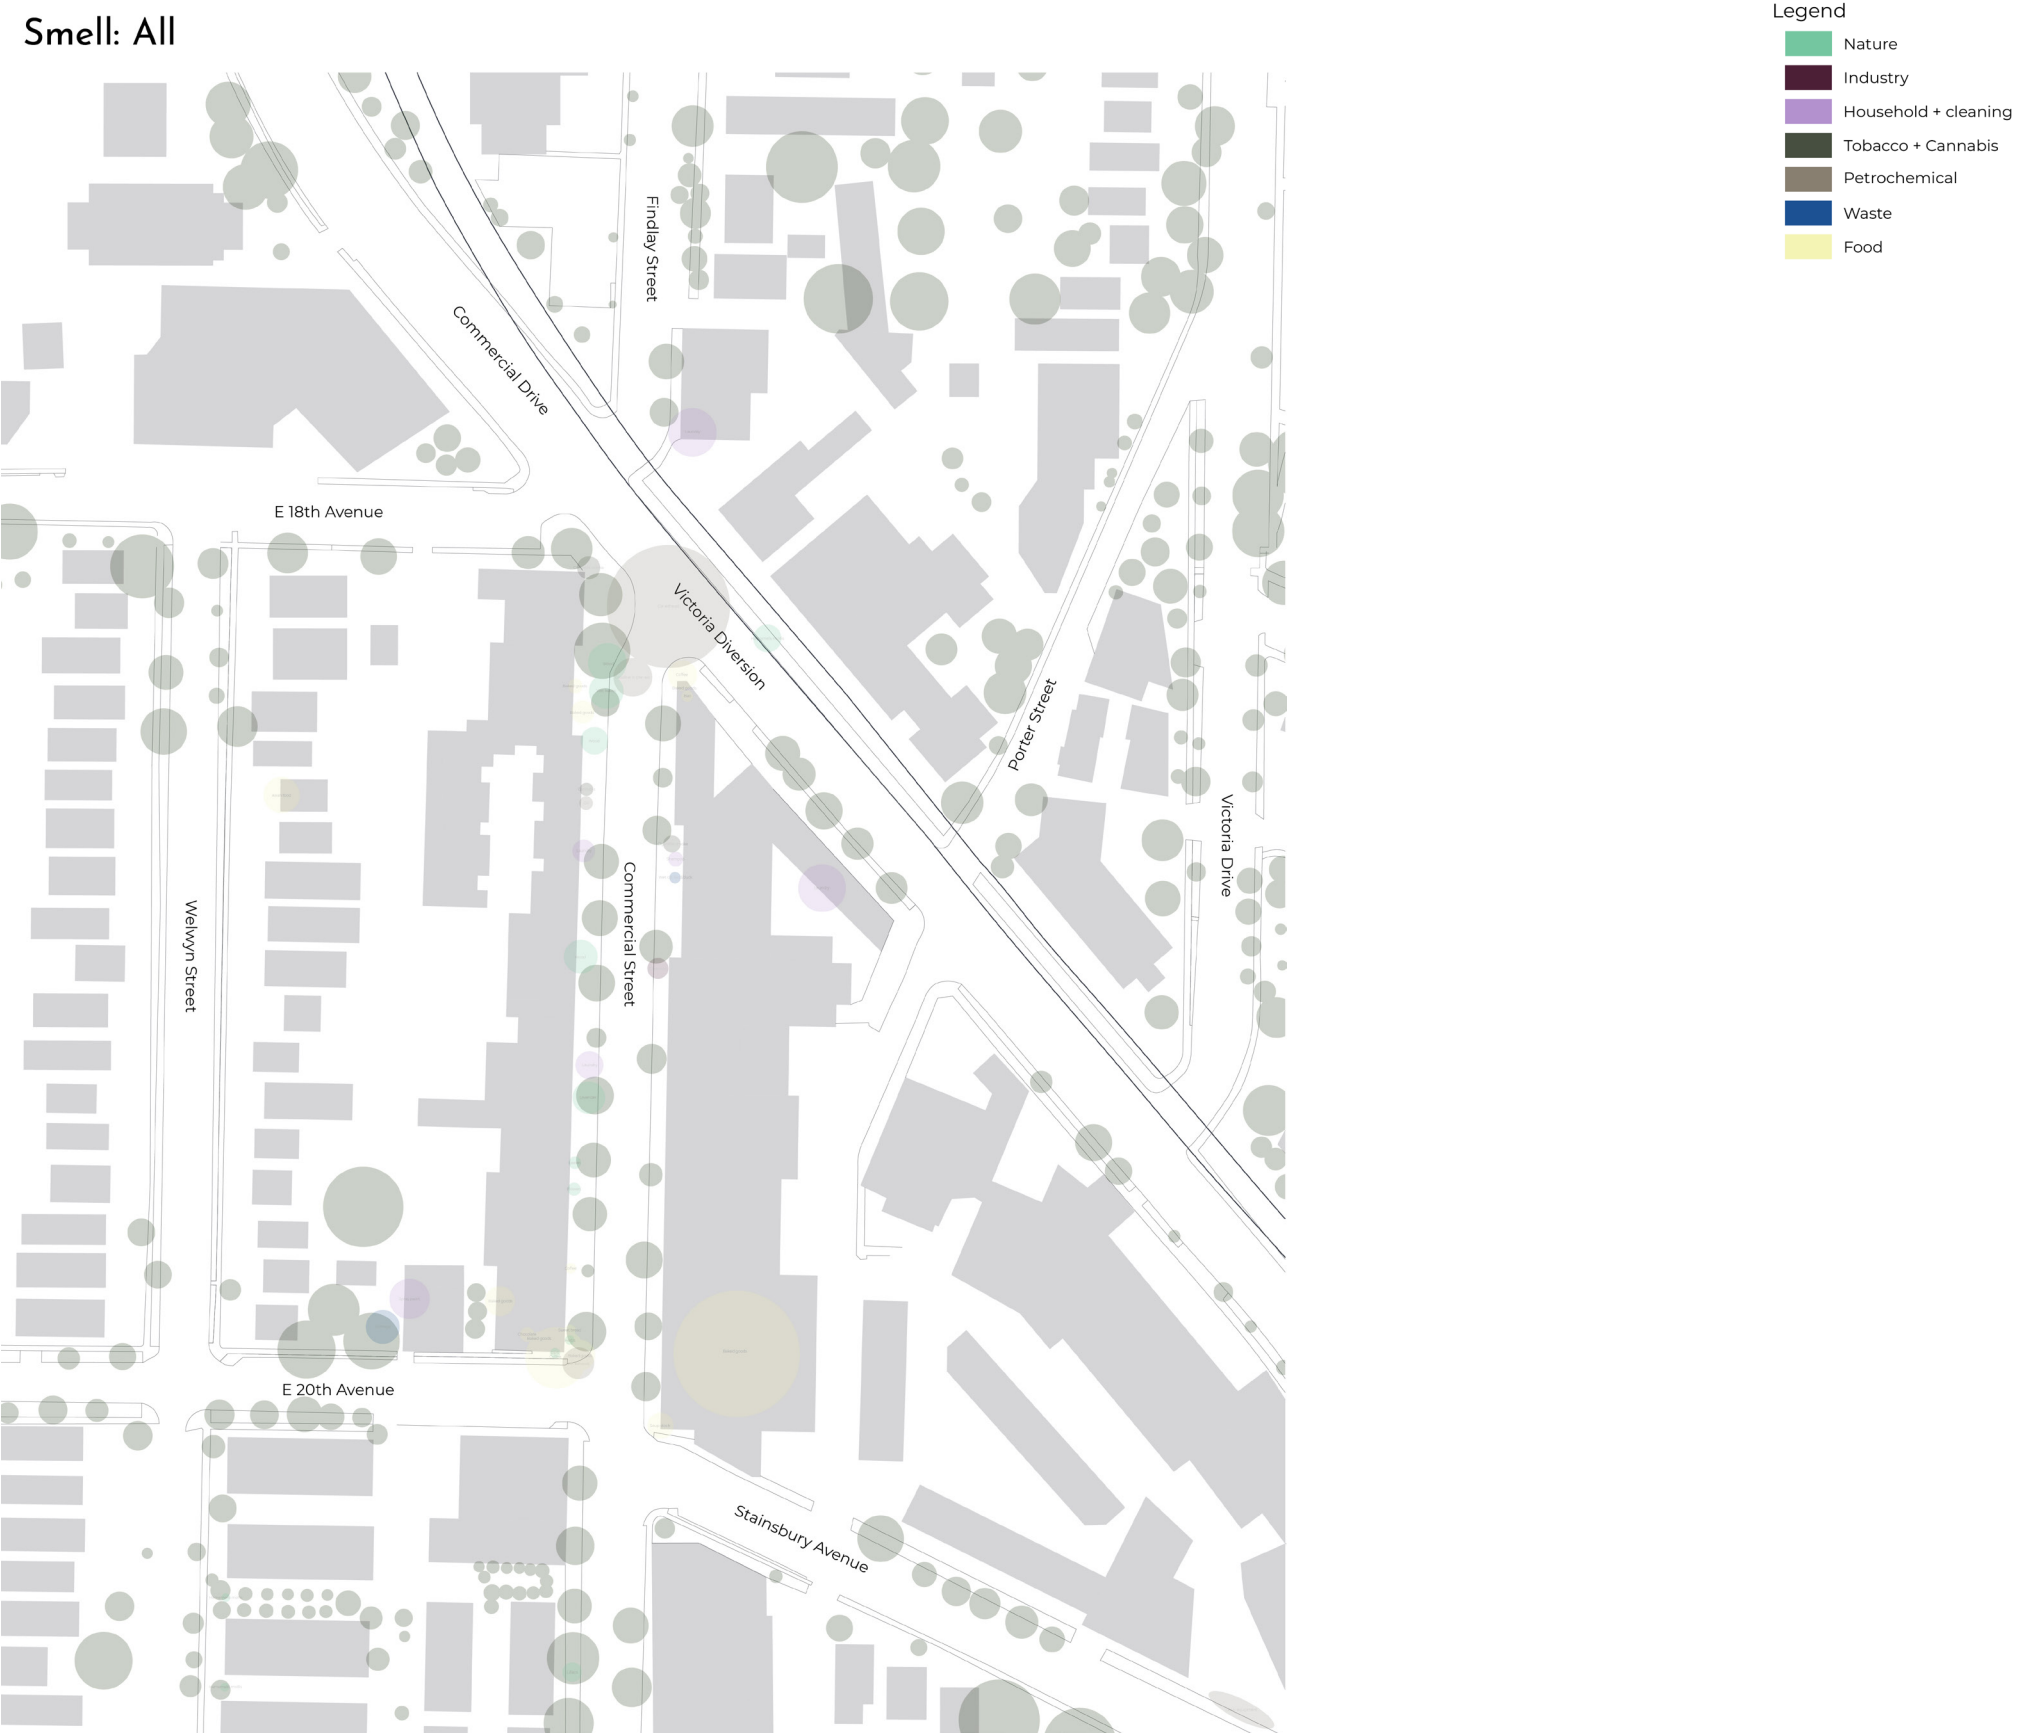 Smell: All
Legend
Nature
Industry
Household + cleaning
Tobacco + Cannabis
Petrochemical
Waste
Food
Findlay Street
Commercial Drive
E 18th Avenue
Victoria Diversion
Porter Street
Victoria Drive
Commercial Street
Welwyn Street
E 20th Avenue
Stainsbury Avenue